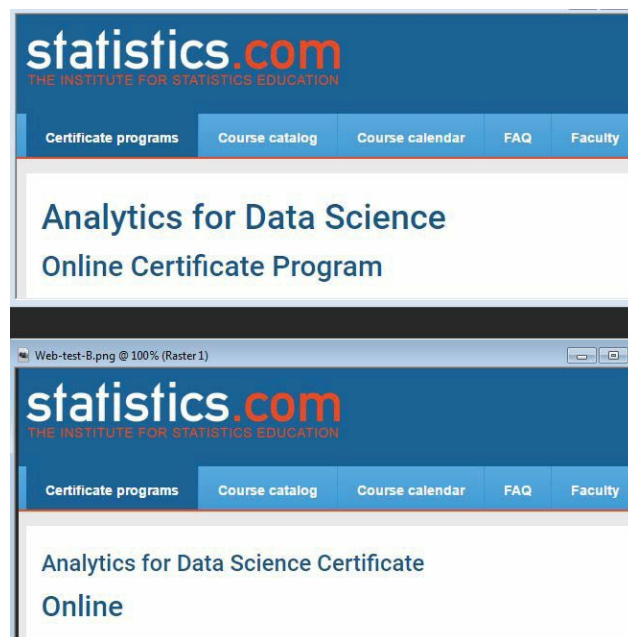 statistics.com
THE INSTITUTE FOR STATISTICS EDUCATION
Certificate programs Course catalog Course calendar FAQ Faculty
Analytics for Data Science
Online Certificate Program
Web-test-B.png @ 100% (Raster 1)
statistics.com
THE INSTITUTE FOR STATISTICS EDUCATION
Certificate programs Course catalog Course calendar FAQ Faculty
Analytics for Data Science Certificate
Online